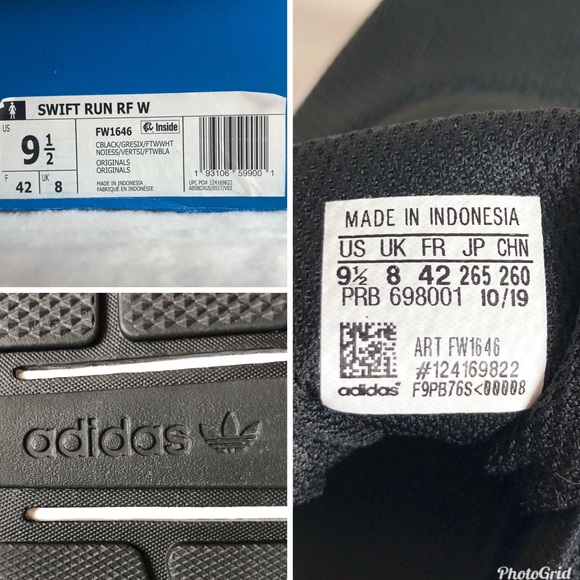 SWIFT RUN RF W
US
9 1/2
F
42
UK
8
FW1646
Inside
CBLACK/GRESIX/FTWWHT
NOIESS/VERTSI/FTWBLA
ORIGINALS
ORIGINALS
MADE IN INDONESIA
FABRIQUE EN INDONESIE
1 93106 59900 1
UPC PO# 124169822
adidas
MADE IN INDONESIA
US UK FR JP CHN
9½ 8 42 265 260
PRB 698001 10/19
ART FW1646
#124169822
adidas
F9PB76S<00008
PhotoGrid